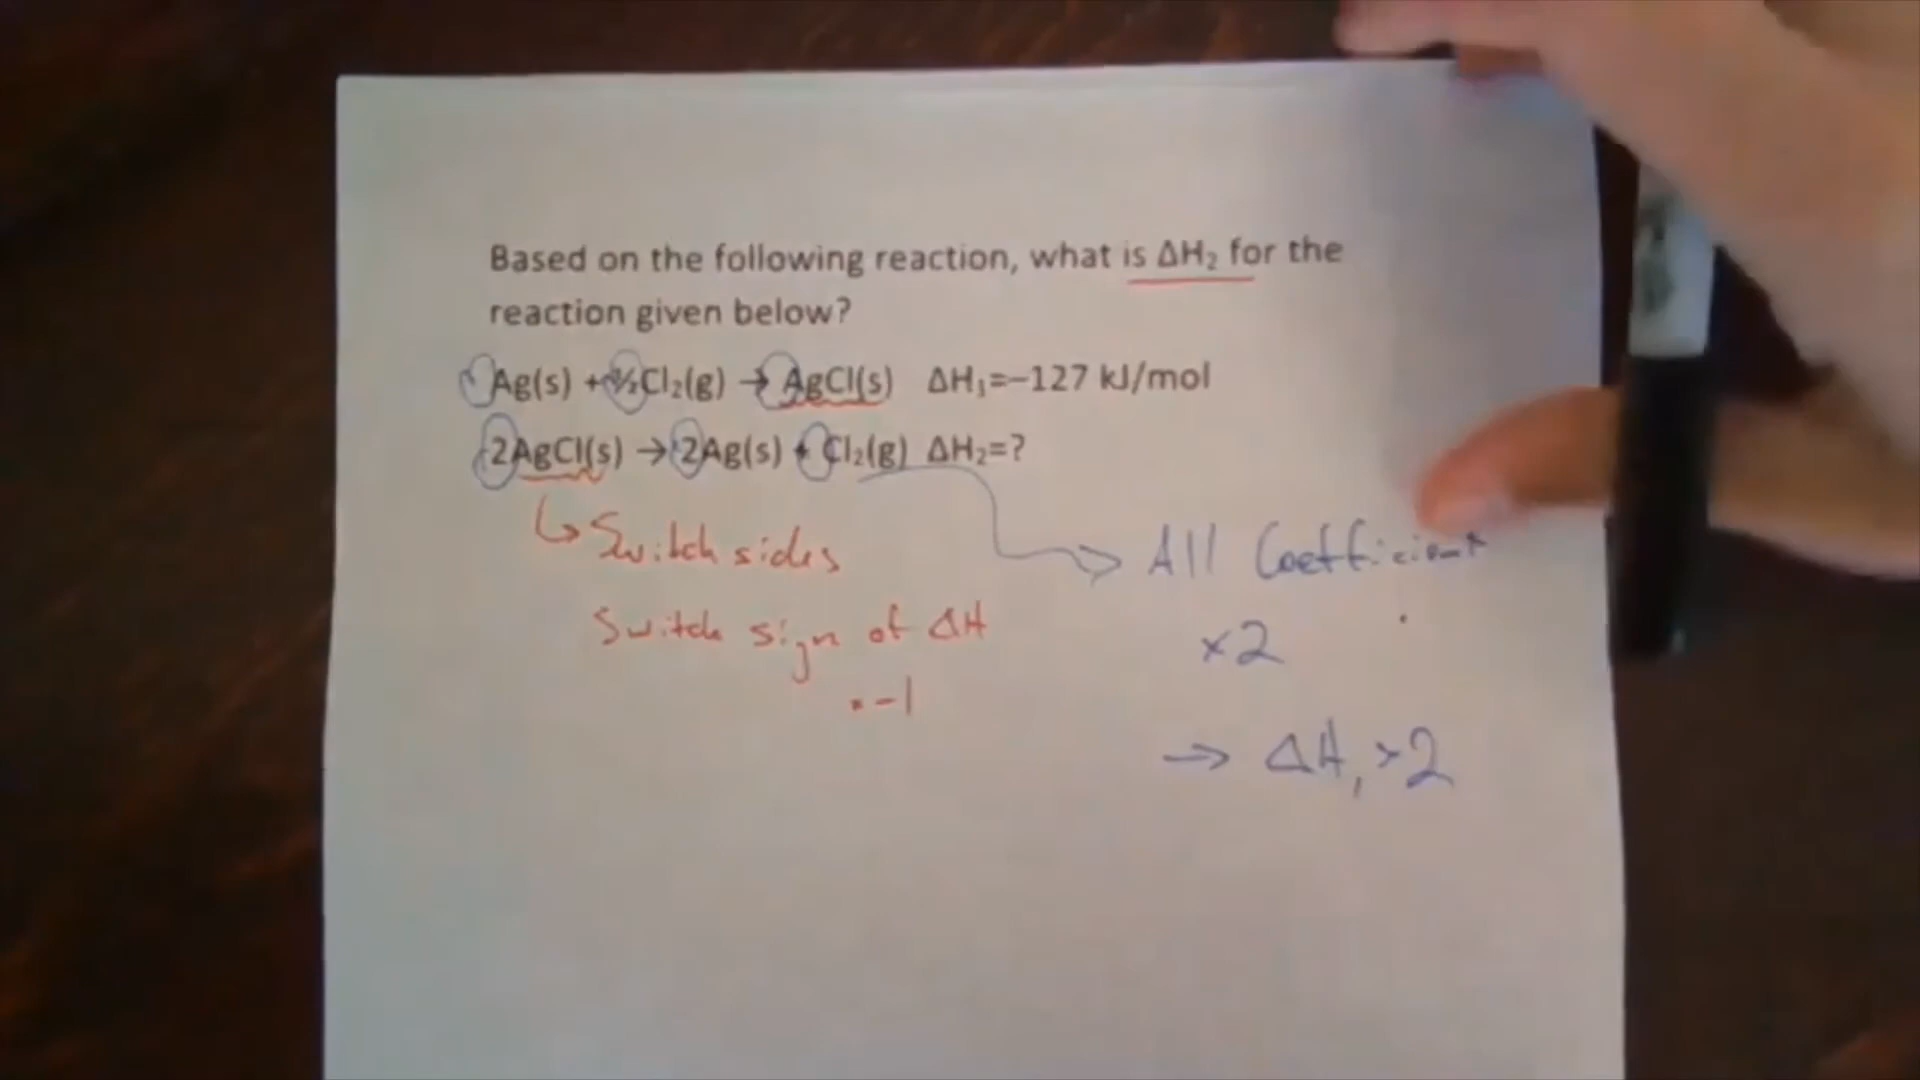 Based on the following reaction, what is ΔH₂ for the
reaction given below?
Ag(s) + ½Cl₂(g) → AgCl(s) ΔH₁=−127 kJ/mol
2AgCl(s) → 2Ag(s) + Cl₂(g) ΔH₂=?
↳ Switch sides
Switch sign of ΔH
× −1
→ All Coefficient
×2
→ ΔH₁ ×2